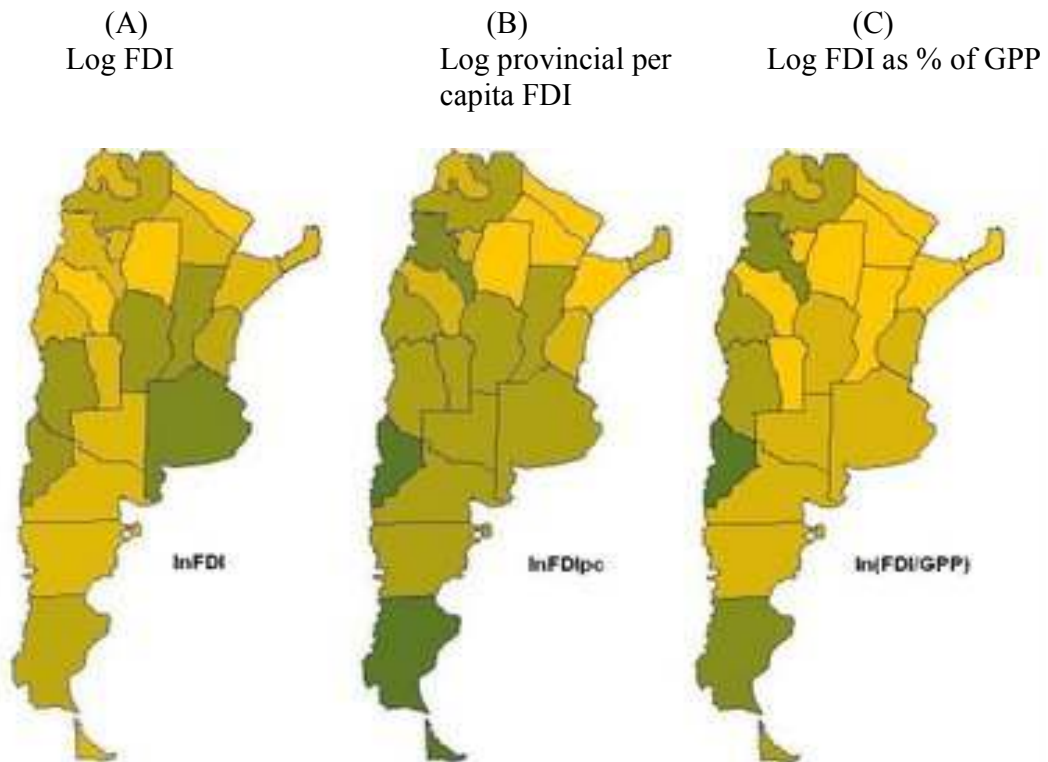 (A)
Log FDI
(B)
Log provincial per
capita FDI
(C)
Log FDI as % of GPP
lnFDI
lnFDIpc
ln(FDI/GPP)